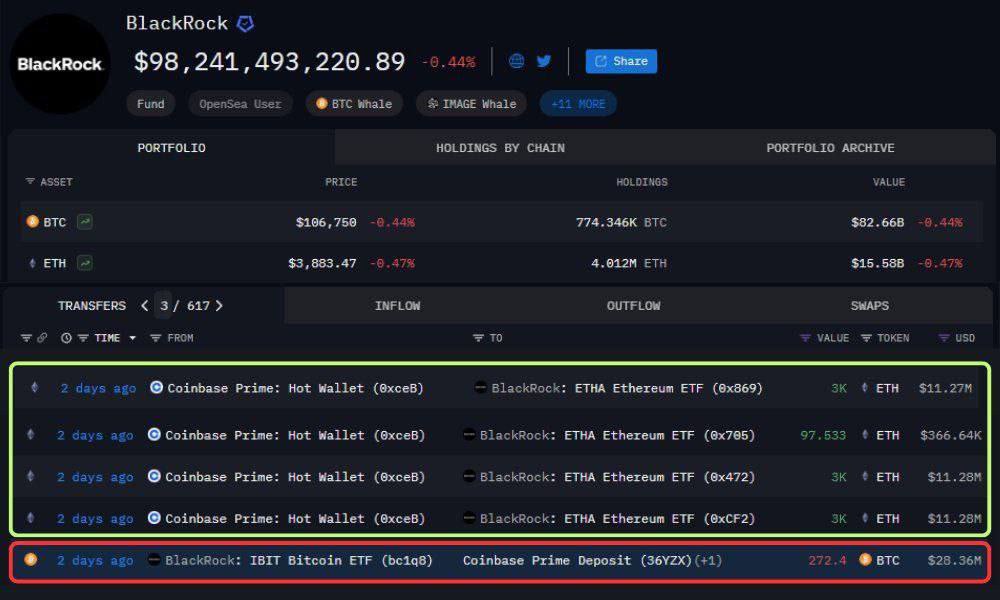 BlackRock
BlackRock
$98,241,493,220.89 -0.44% Share
Fund OpenSea User BTC Whale IMAGE Whale +11 MORE
PORTFOLIO HOLDINGS BY CHAIN PORTFOLIO ARCHIVE
ASSET PRICE HOLDINGS VALUE
BTC $106,750 -0.44% 774.346K BTC $82.66B -0.44%
ETH $3,883.47 -0.47% 4.012M ETH $15.58B -0.47%
TRANSFERS < 3 / 617 > INFLOW OUTFLOW SWAPS
TIME FROM TO VALUE TOKEN USD
2 days ago Coinbase Prime: Hot Wallet (0xceB) BlackRock: ETHA Ethereum ETF (0x869) 3K ETH $11.27M
2 days ago Coinbase Prime: Hot Wallet (0xceB) BlackRock: ETHA Ethereum ETF (0x705) 97.533 ETH $366.64K
2 days ago Coinbase Prime: Hot Wallet (0xceB) BlackRock: ETHA Ethereum ETF (0x472) 3K ETH $11.28M
2 days ago Coinbase Prime: Hot Wallet (0xceB) BlackRock: ETHA Ethereum ETF (0xCF2) 3K ETH $11.28M
2 days ago BlackRock: IBIT Bitcoin ETF (bc1q8) Coinbase Prime Deposit (36YZX)(+1) 272.4 BTC $28.36M